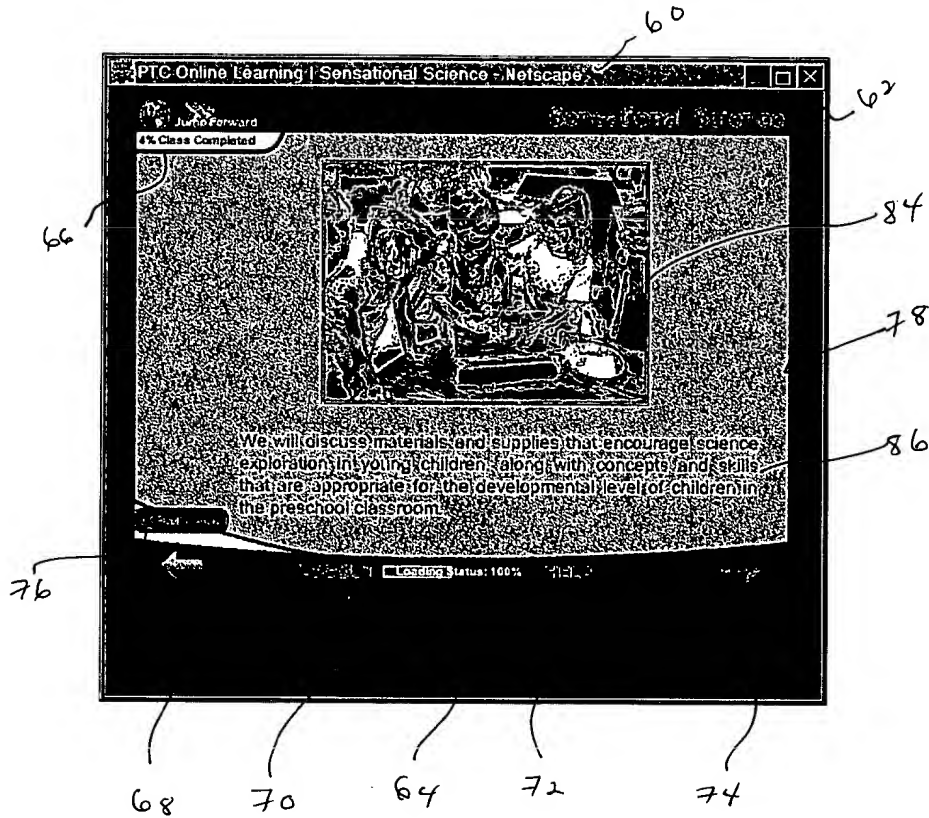 60
PTC Online Learning | Sensational Science - Netscape
62
Jump Forward
Sensational Science
4% Class Completed
66
84
78
We will discuss materials and supplies that encourage science
86
exploration in young children, along with concepts and skills
that are appropriate for the developmental level of children in
the preschool classroom.
76
Loading Status: 100%
HELP
68
70
64
72
74